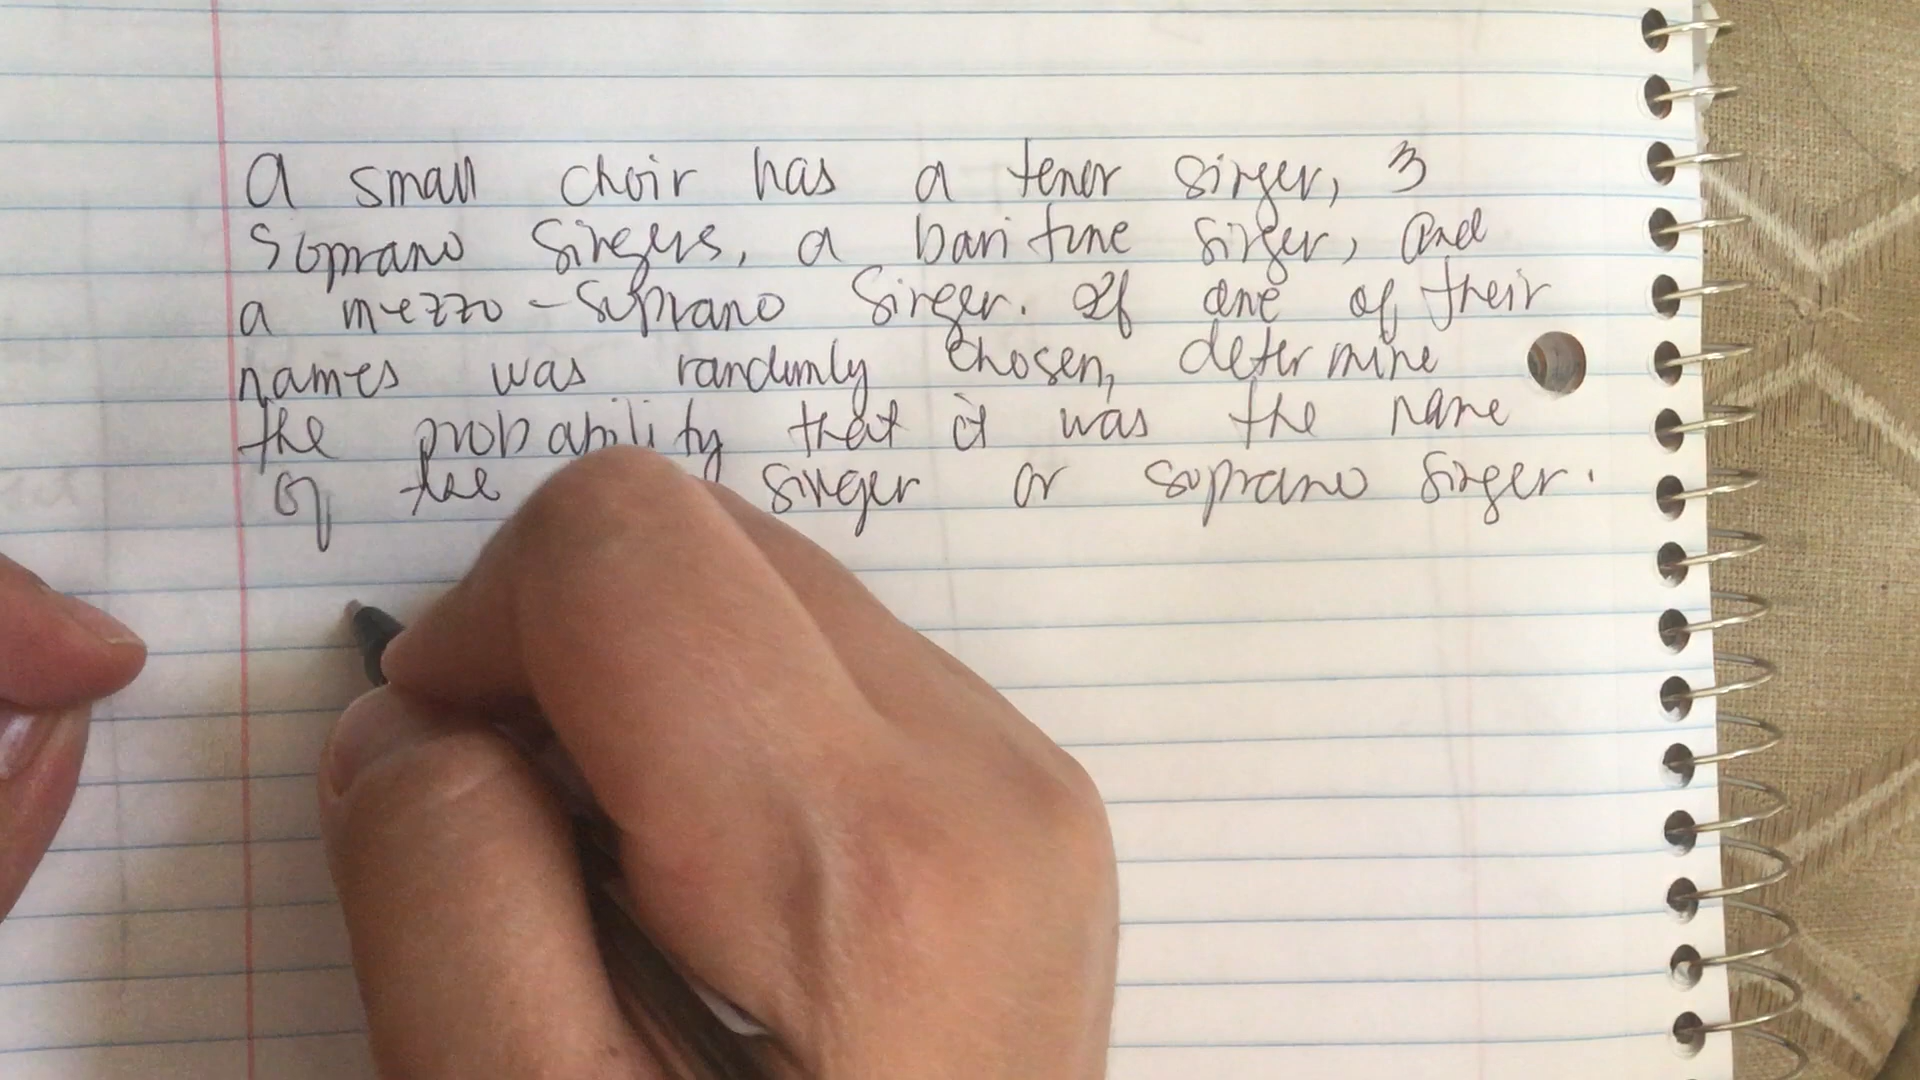 A small choir has a tenor singer, 3
soprano singers, a baritone singer, and
a mezzo-soprano singer. If one of their
names was randomly chosen, determine
the probability that it was the name
of the singer or soprano singer.